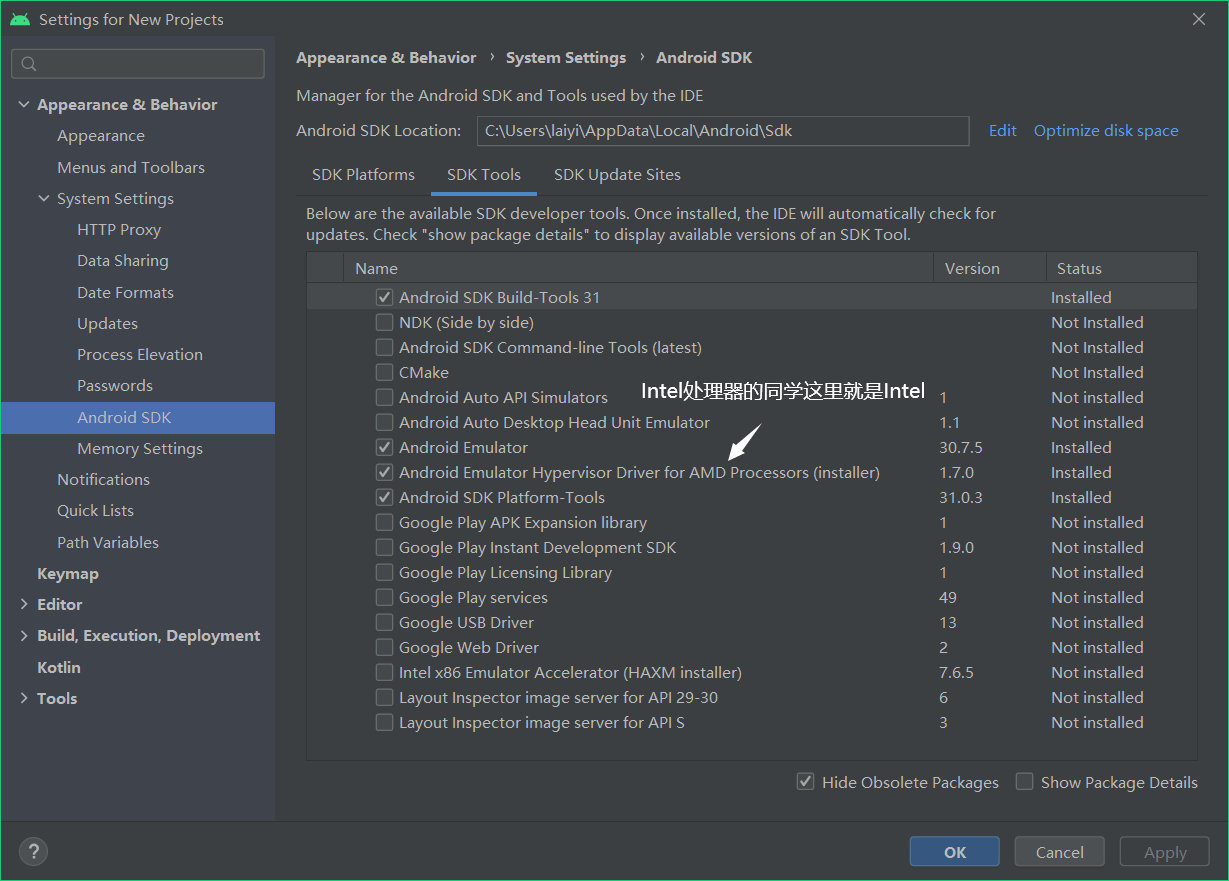 Settings for New Projects
Appearance & Behavior
Appearance
Menus and Toolbars
System Settings
HTTP Proxy
Data Sharing
Date Formats
Updates
Process Elevation
Passwords
Android SDK
Memory Settings
Notifications
Quick Lists
Path Variables
Keymap
Editor
Build, Execution, Deployment
Kotlin
Tools
Appearance & Behavior › System Settings › Android SDK
Manager for the Android SDK and Tools used by the IDE
Android SDK Location: C:\Users\laiyi\AppData\Local\Android\Sdk Edit Optimize disk space
SDK Platforms SDK Tools SDK Update Sites
Below are the available SDK developer tools. Once installed, the IDE will automatically check for
updates. Check "show package details" to display available versions of an SDK Tool.
Name Version Status
Android SDK Build-Tools 31 Installed
NDK (Side by side) Not Installed
Android SDK Command-line Tools (latest) Not Installed
CMake Not Installed
Intel处理器的同学这里就是Intel
Android Auto API Simulators 1 Not installed
Android Auto Desktop Head Unit Emulator 1.1 Not installed
Android Emulator 30.7.5 Installed
Android Emulator Hypervisor Driver for AMD Processors (installer) 1.7.0 Installed
Android SDK Platform-Tools 31.0.3 Installed
Google Play APK Expansion library 1 Not installed
Google Play Instant Development SDK 1.9.0 Not installed
Google Play Licensing Library 1 Not installed
Google Play services 49 Not installed
Google USB Driver 13 Not installed
Google Web Driver 2 Not installed
Intel x86 Emulator Accelerator (HAXM installer) 7.6.5 Not installed
Layout Inspector image server for API 29-30 6 Not installed
Layout Inspector image server for API S 3 Not installed
Hide Obsolete Packages Show Package Details
? OK Cancel Apply